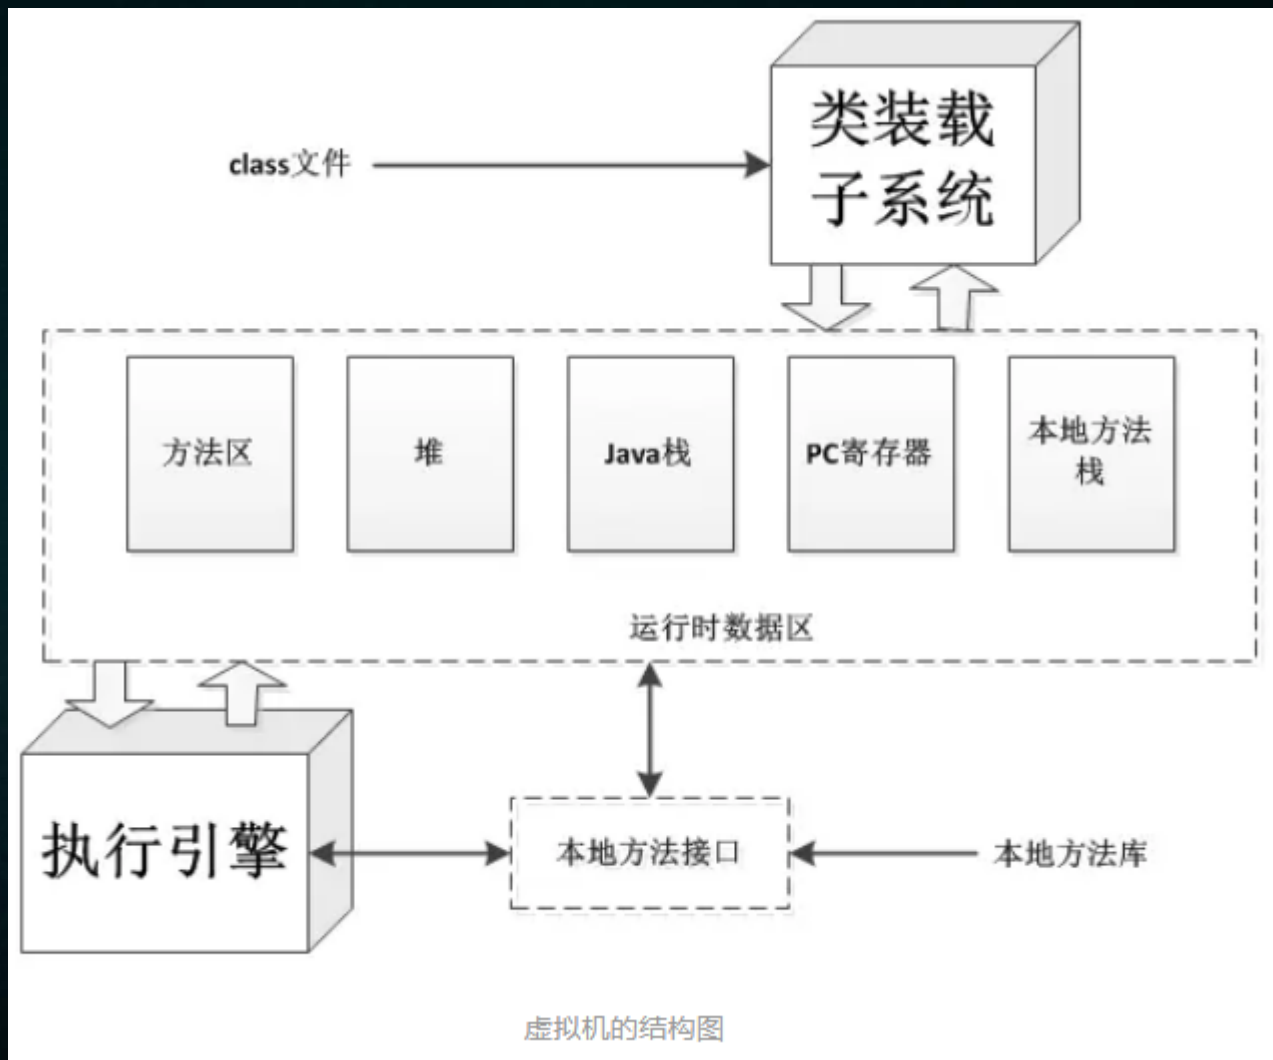 类装载
子系统
class文件
方法区
堆
Java栈
PC寄存器
本地方法
栈
运行时数据区
执行引擎
本地方法接口
本地方法库
虚拟机的结构图